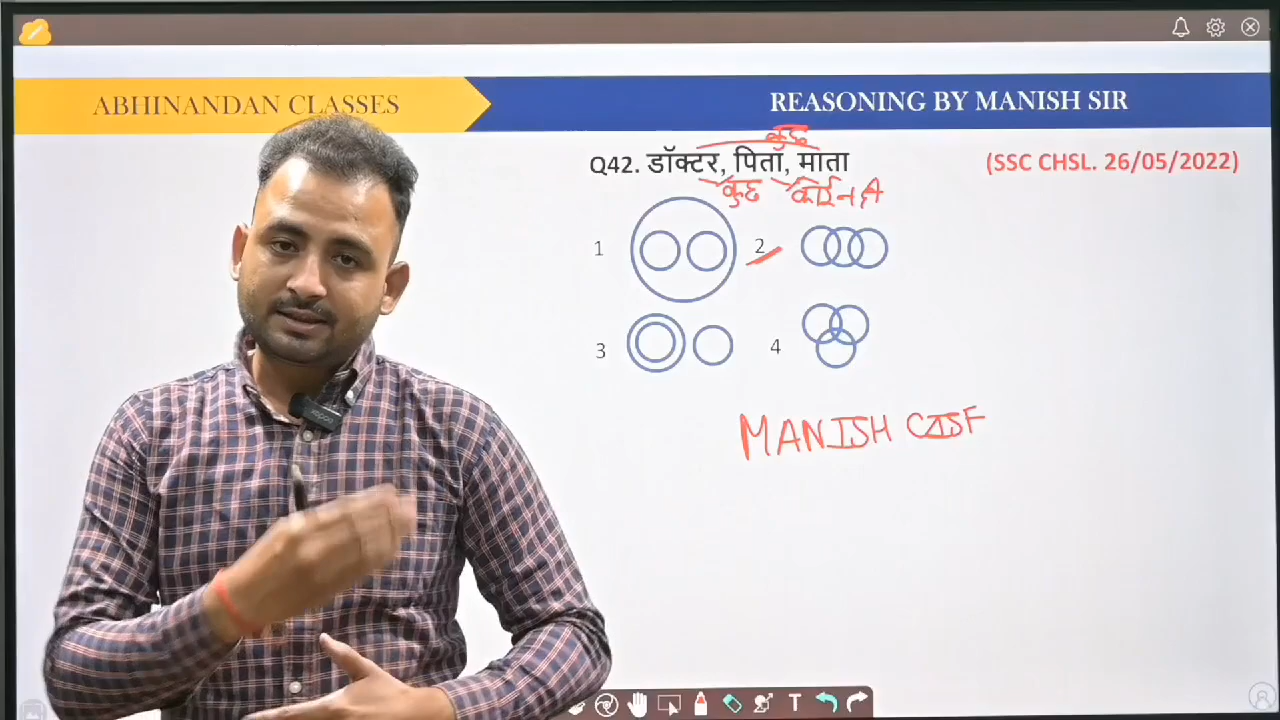 ABHINANDAN CLASSES
REASONING BY MANISH SIR
कुछ
Q42. डॉक्टर, पिता, माता
(SSC CHSL. 26/05/2022)
कुछ
कोई नहीं
1
2
3
4
MANISH CISF
T